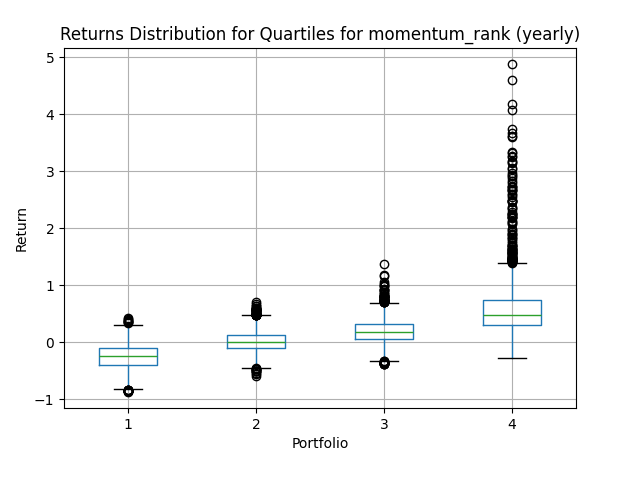 Returns Distribution for Quartiles for momentum_rank (yearly)
5
4
3
2
1
0
−1
Return
1 2 3 4
Portfolio